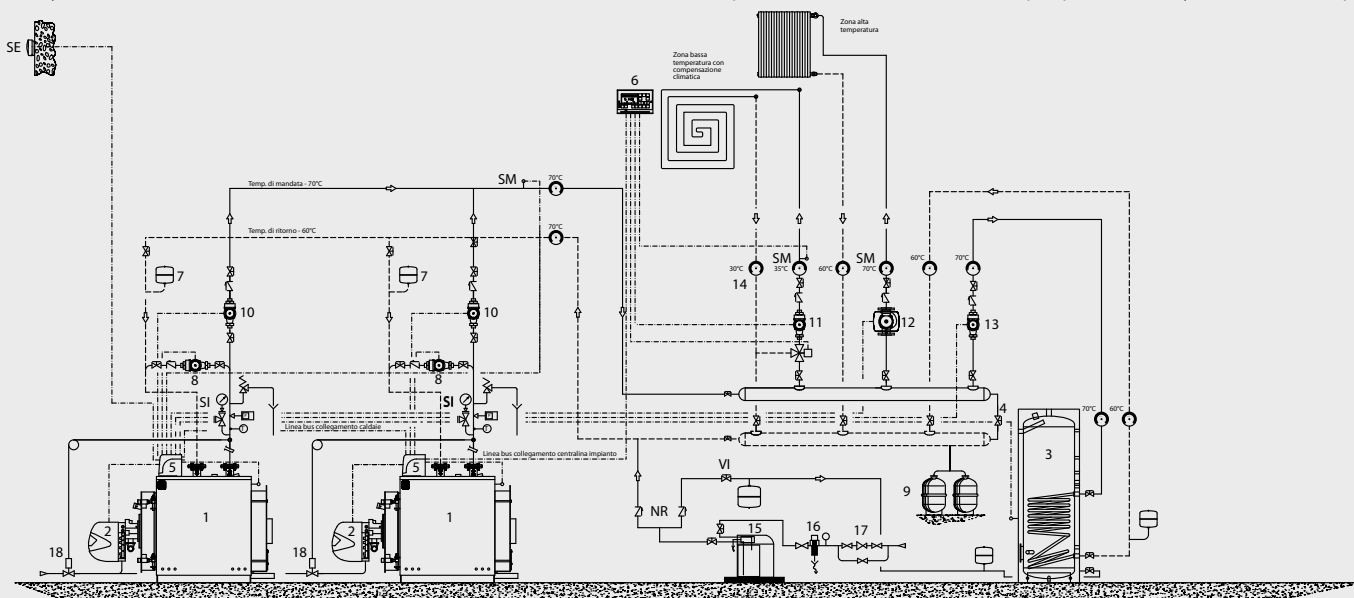 SE
Zona alta
temperatura
Zona bassa
temperatura con
compensazione
climatica
6
Temp. di mandata - 70°C
SM
70°C
Temp. di ritorno - 60°C
70°C
7
7
30°C
SM
35°C
60°C
SM
70°C
60°C
70°C
14
10
10
11
12
13
8
8
SI
SI
4
70°C
60°C
Linea bus collegamento caldaie
Linea bus collegamento centralina impianto
3
5
5
VI
9
1
1
NR
2
2
15
16
17
18
18